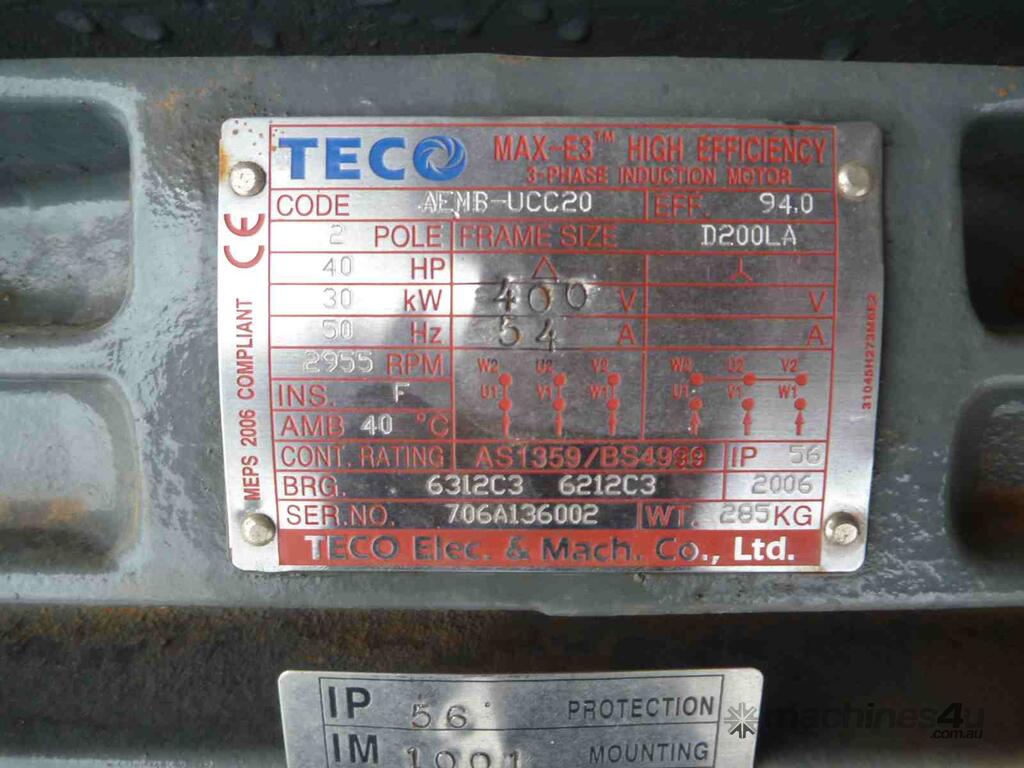 TECO MAX-E3™ HIGH EFFICIENCY
3-PHASE INDUCTION MOTOR
CODE AEMB-UCC20 EFF. 94.0
2 POLE FRAME SIZE D200LA
40 HP △ 人
30 kW 400 V V
50 Hz 54 A A
2955 RPM W2 U2 V2 W2 U2 V2
INS. F U1 V1 W1 U1 V1 W1
AMB 40 °C
CONT. RATING AS1359/BS4999 IP 56
BRG. 6312C3 6212C3 2006
SER.NO. 706A136002 WT. 285KG
TECO Elec. & Mach. Co., Ltd.
CE
MEPS 2006 COMPLIANT
31045H273M6E2
IP 56 PROTECTION
IM 1001 MOUNTING
machines4u
.com.au